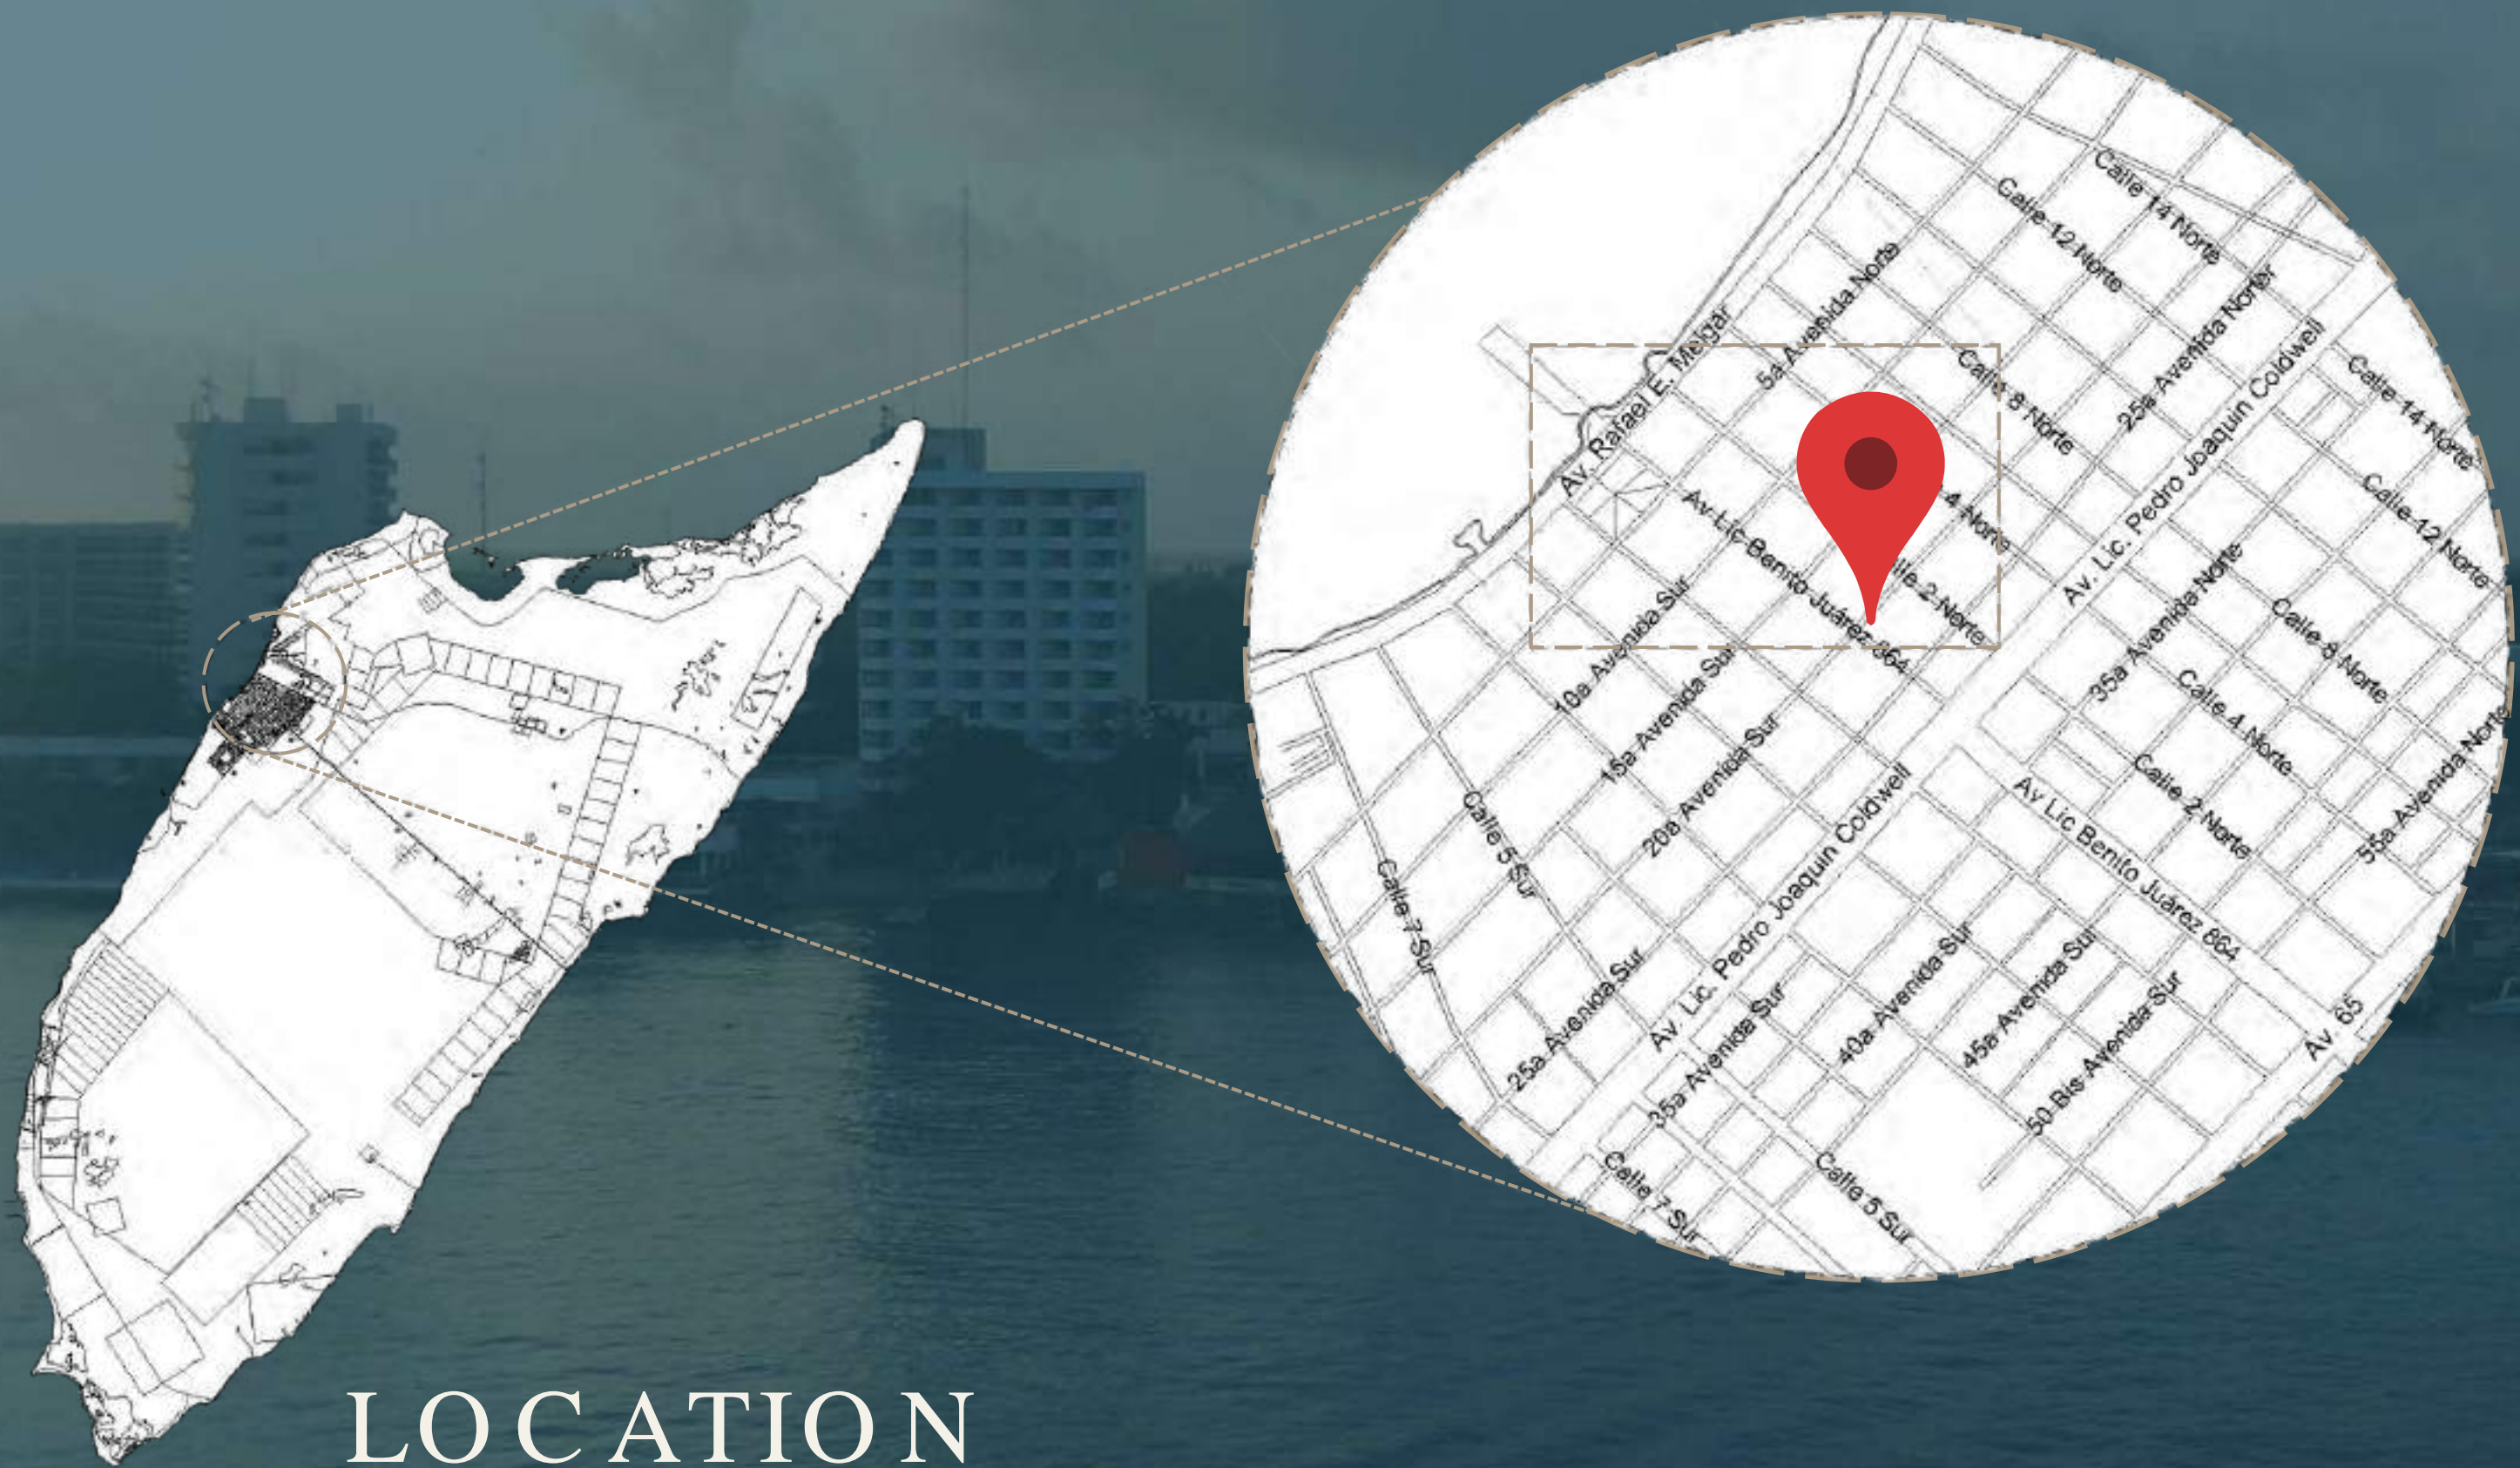 Calle 14 Norte
Calle 12 Norte
5a Avenida Norte
25a Avenida Norte
Av. Rafael E. Melgar
Calle 8 Norte
Av. Lic. Pedro Joaquin Coldwell
Calle 14 Norte
Calle 12 Norte
4 Norte
Av Lic Benito Juárez 864
2 Norte
35a Avenida Norte
Calle 8 Norte
10a Avenida Sur
15a Avenida Sur
20a Avenida Sur
Calle 4 Norte
Calle 2 Norte
55a Avenida Norte
Av Lic Benito Juárez 864
Calle 5 Sur
Calle 7 Sur
Av. Lic. Pedro Joaquin Coldwell
25a Avenida Sur
35a Avenida Sur
40a Avenida Sur
45a Avenida Sur
50 Bis Avenida Sur
Av. 65
Calle 7 Sur
Calle 5 Sur
LOCATION